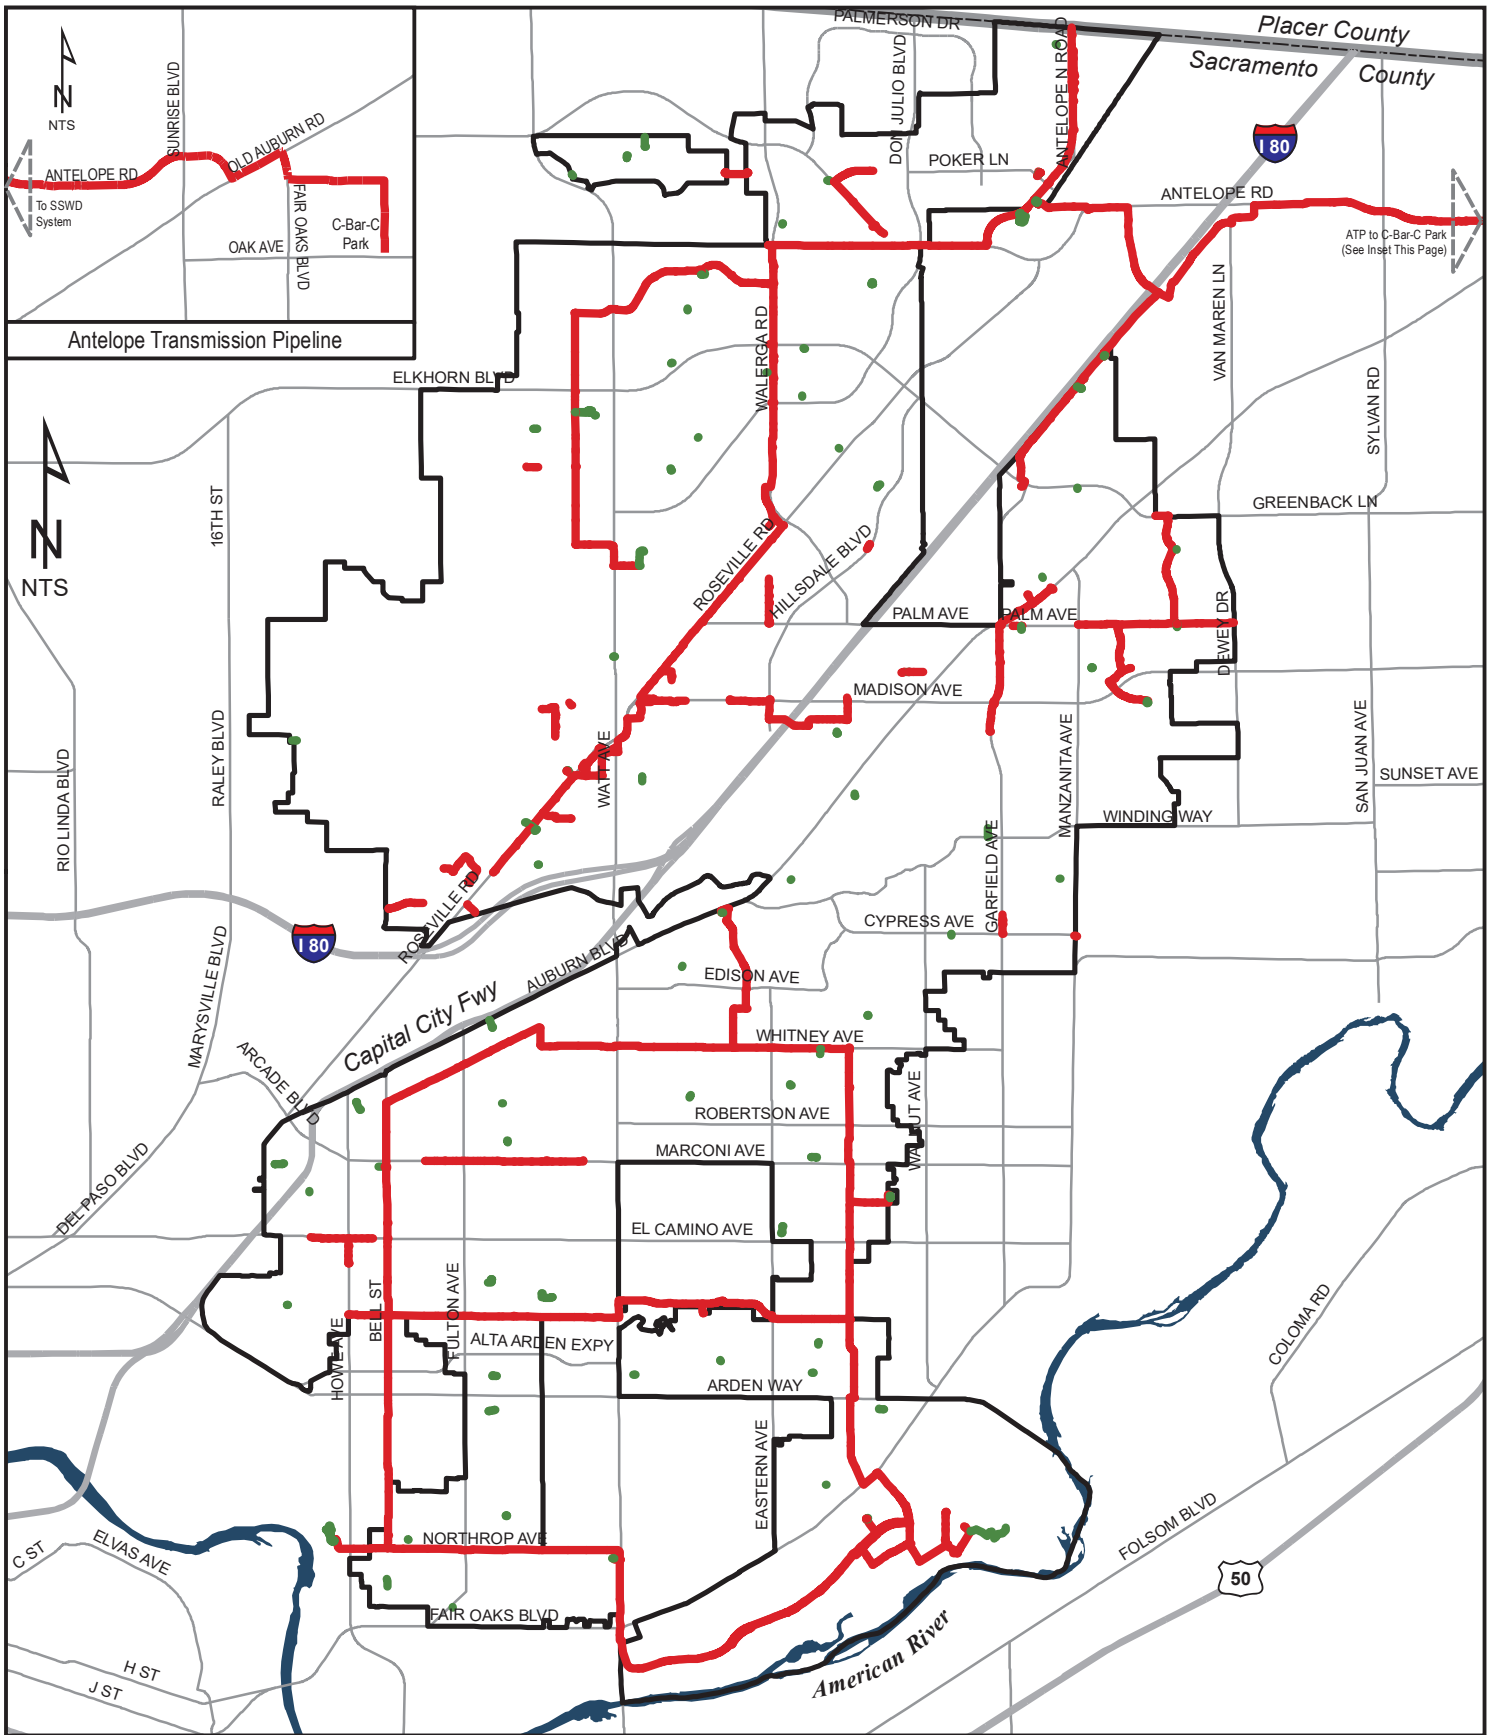 N
NTS
SUNRISE BLVD
OLD AUBURN RD
ANTELOPE RD
To SSWD
System
FAIR OAKS BLVD
C-Bar-C
Park
OAK AVE
Antelope Transmission Pipeline
PALMERSON DR
DON JULIO BLVD
ANTELOPE N ROAD
Placer County
Sacramento County
I 80
POKER LN
ANTELOPE RD
ATP to C-Bar-C Park
(See Inset This Page)
VAN MAREN LN
SYLVAN RD
WALERGA RD
ELKHORN BLVD
N
NTS
16TH ST
GREENBACK LN
ROSEVILLE RD
HILLSDALE BLVD
PALM AVE
PALM AVE
DEWEY DR
MADISON AVE
RIO LINDA BLVD
RALEY BLVD
WATT AVE
MANZANITA AVE
SAN JUAN AVE
SUNSET AVE
WINDING WAY
GARFIELD AVE
ROSEVILLE RD
CYPRESS AVE
I 80
MARYSVILLE BLVD
AUBURN BLVD
EDISON AVE
Capital City Fwy
WHITNEY AVE
ARCADE BLVD
WALNUT AVE
ROBERTSON AVE
MARCONI AVE
DEL PASO BLVD
EL CAMINO AVE
BELL ST
FULTON AVE
HOWE AVE
ALTA ARDEN EXPY
COLOMA RD
ARDEN WAY
EASTERN AVE
NORTHROP AVE
FOLSOM BLVD
C ST
ELVAS AVE
50
FAIR OAKS BLVD
American River
H ST
J ST